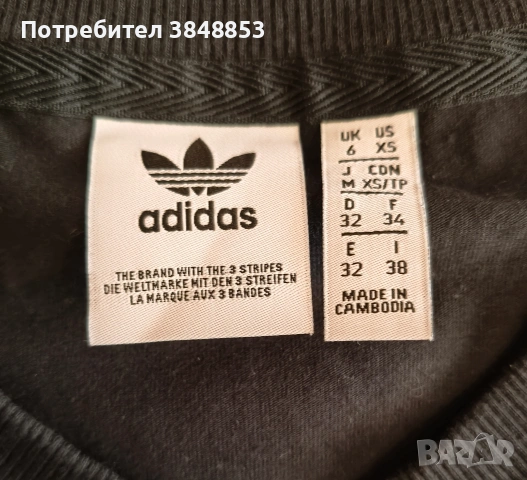 Потребител 3848853
adidas
THE BRAND WITH THE 3 STRIPES
DIE WELTMARKE MIT DEN 3 STREIFEN
LA MARQUE AUX 3 BANDES
UK US
6 XS
J CDN
M XS/TP
D F
32 34
E I
32 38
MADE IN
CAMBODIA
BAZAR